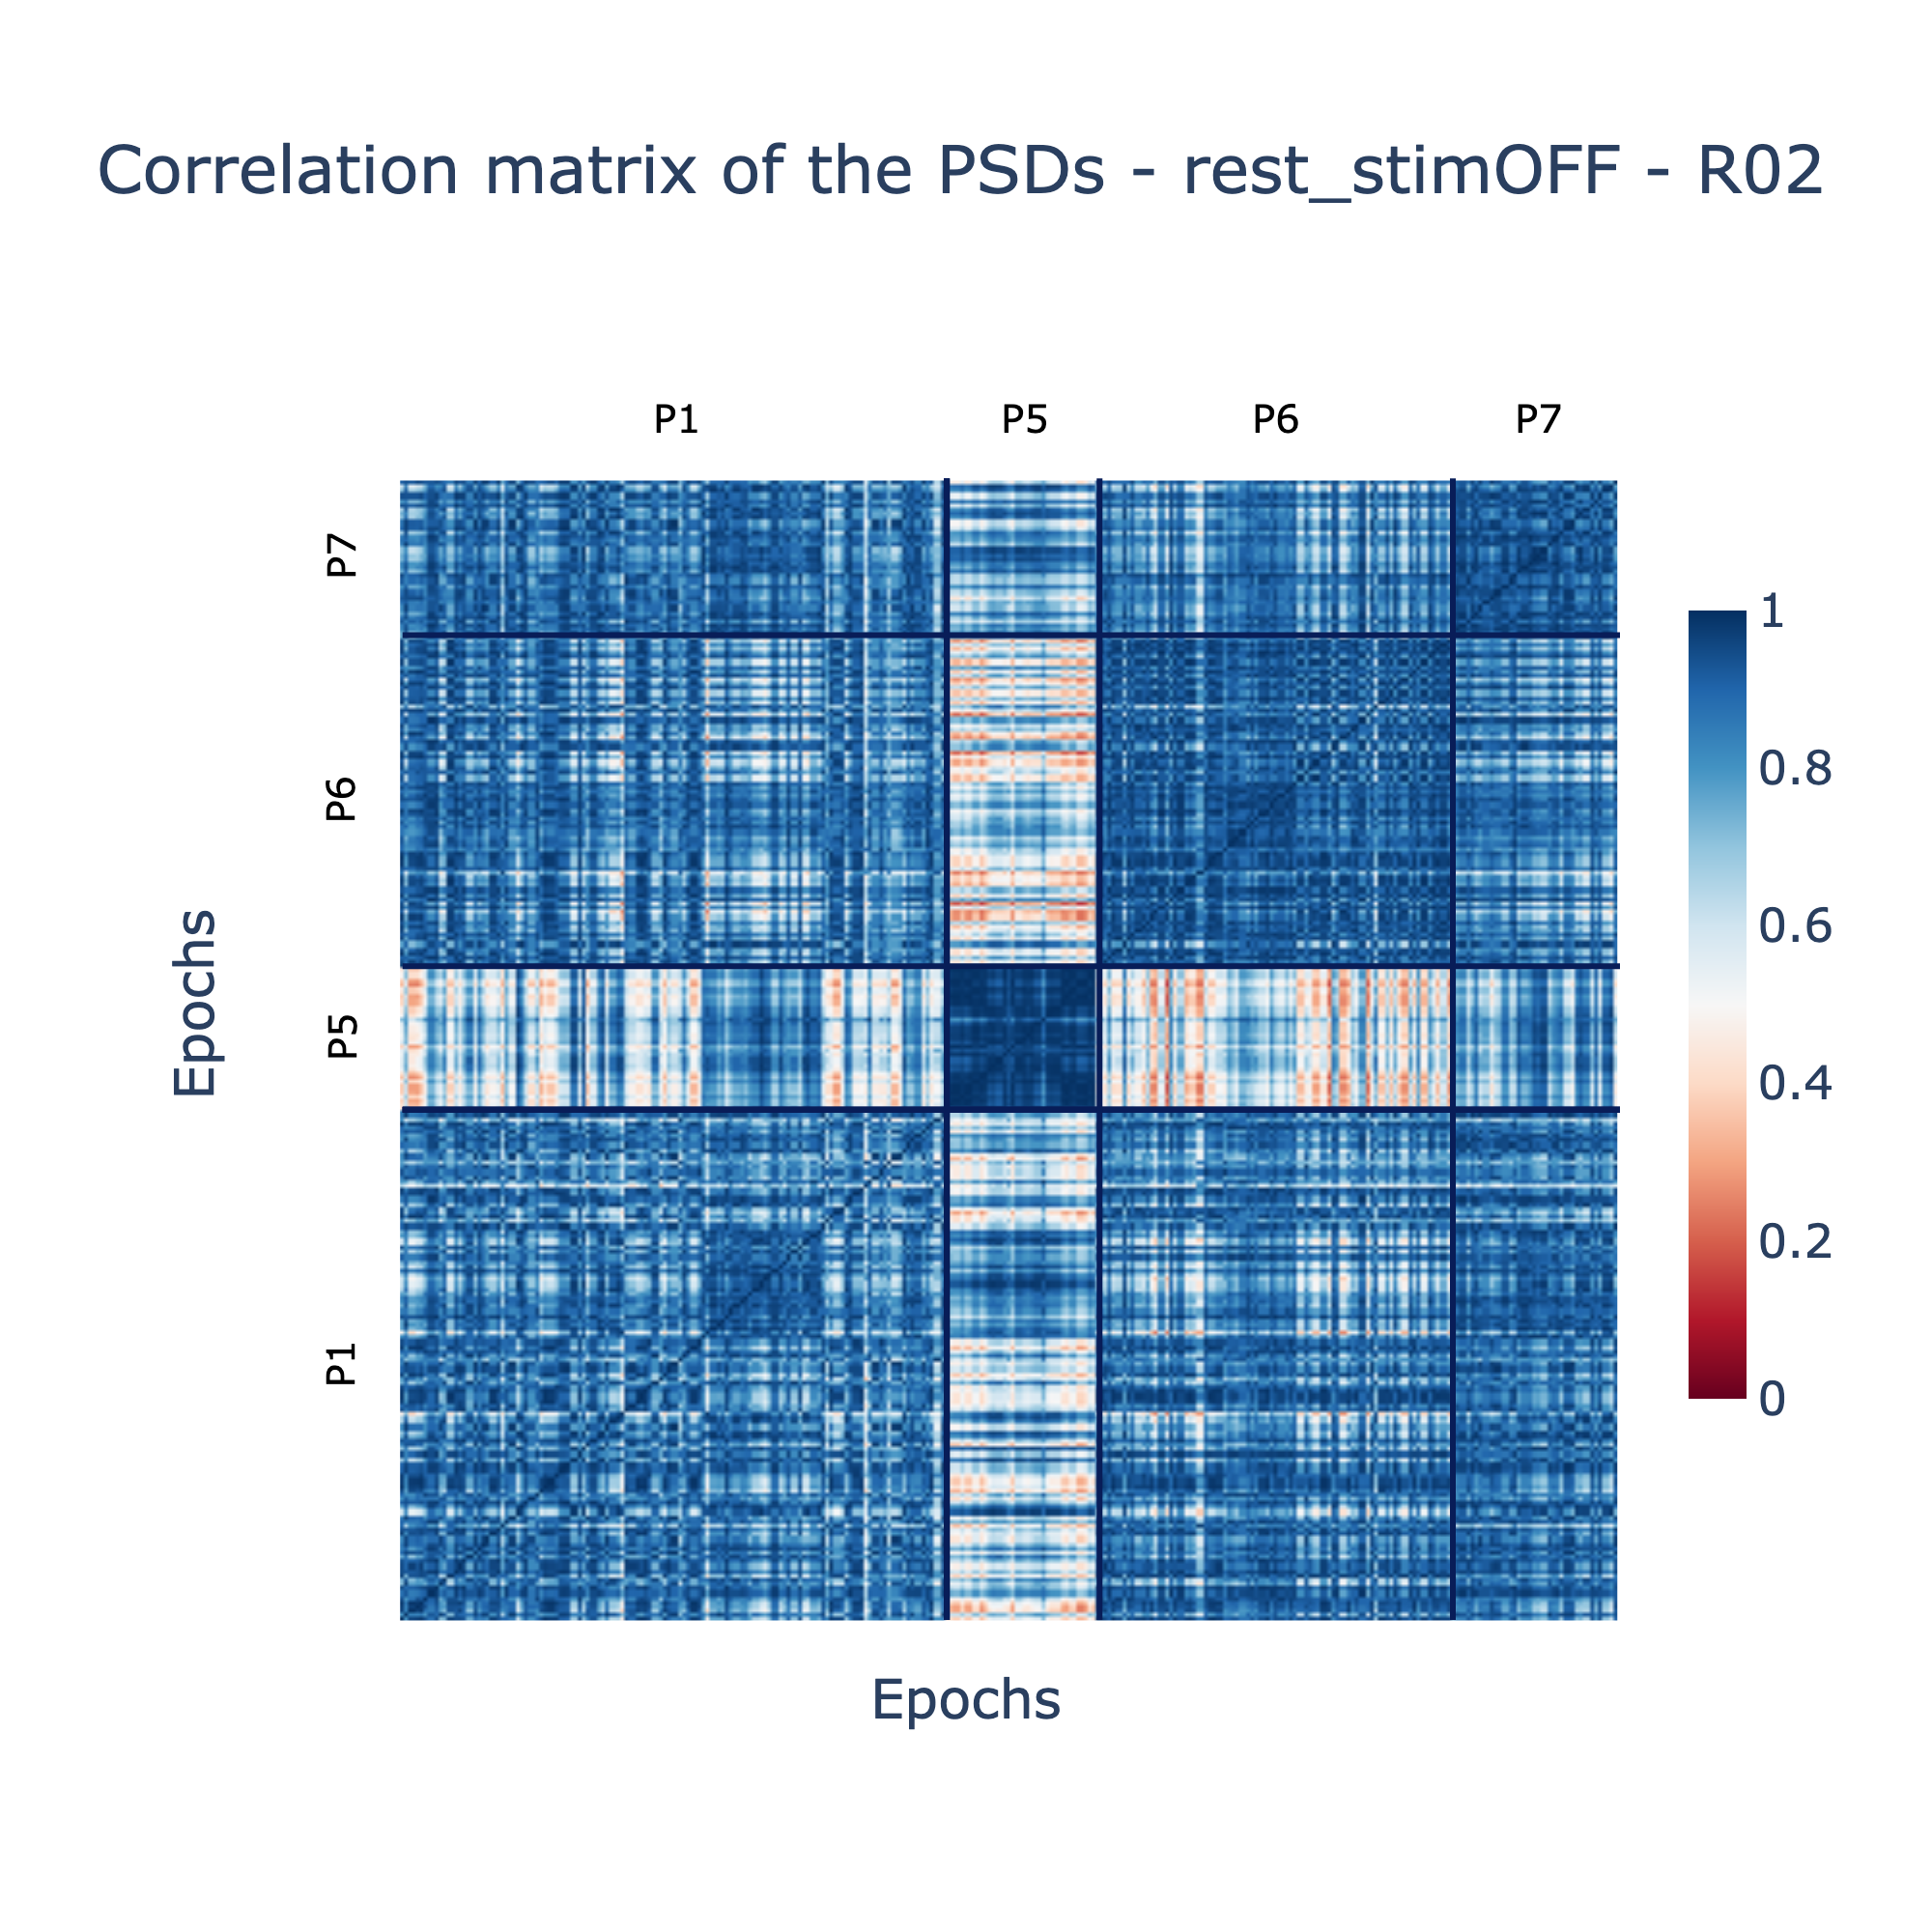 Correlation matrix of the PSDs - rest_stimOFF - R02
P1 P5 P6 P7
P7
P6
P5
P1
Epochs
Epochs
1
0.8
0.6
0.4
0.2
0